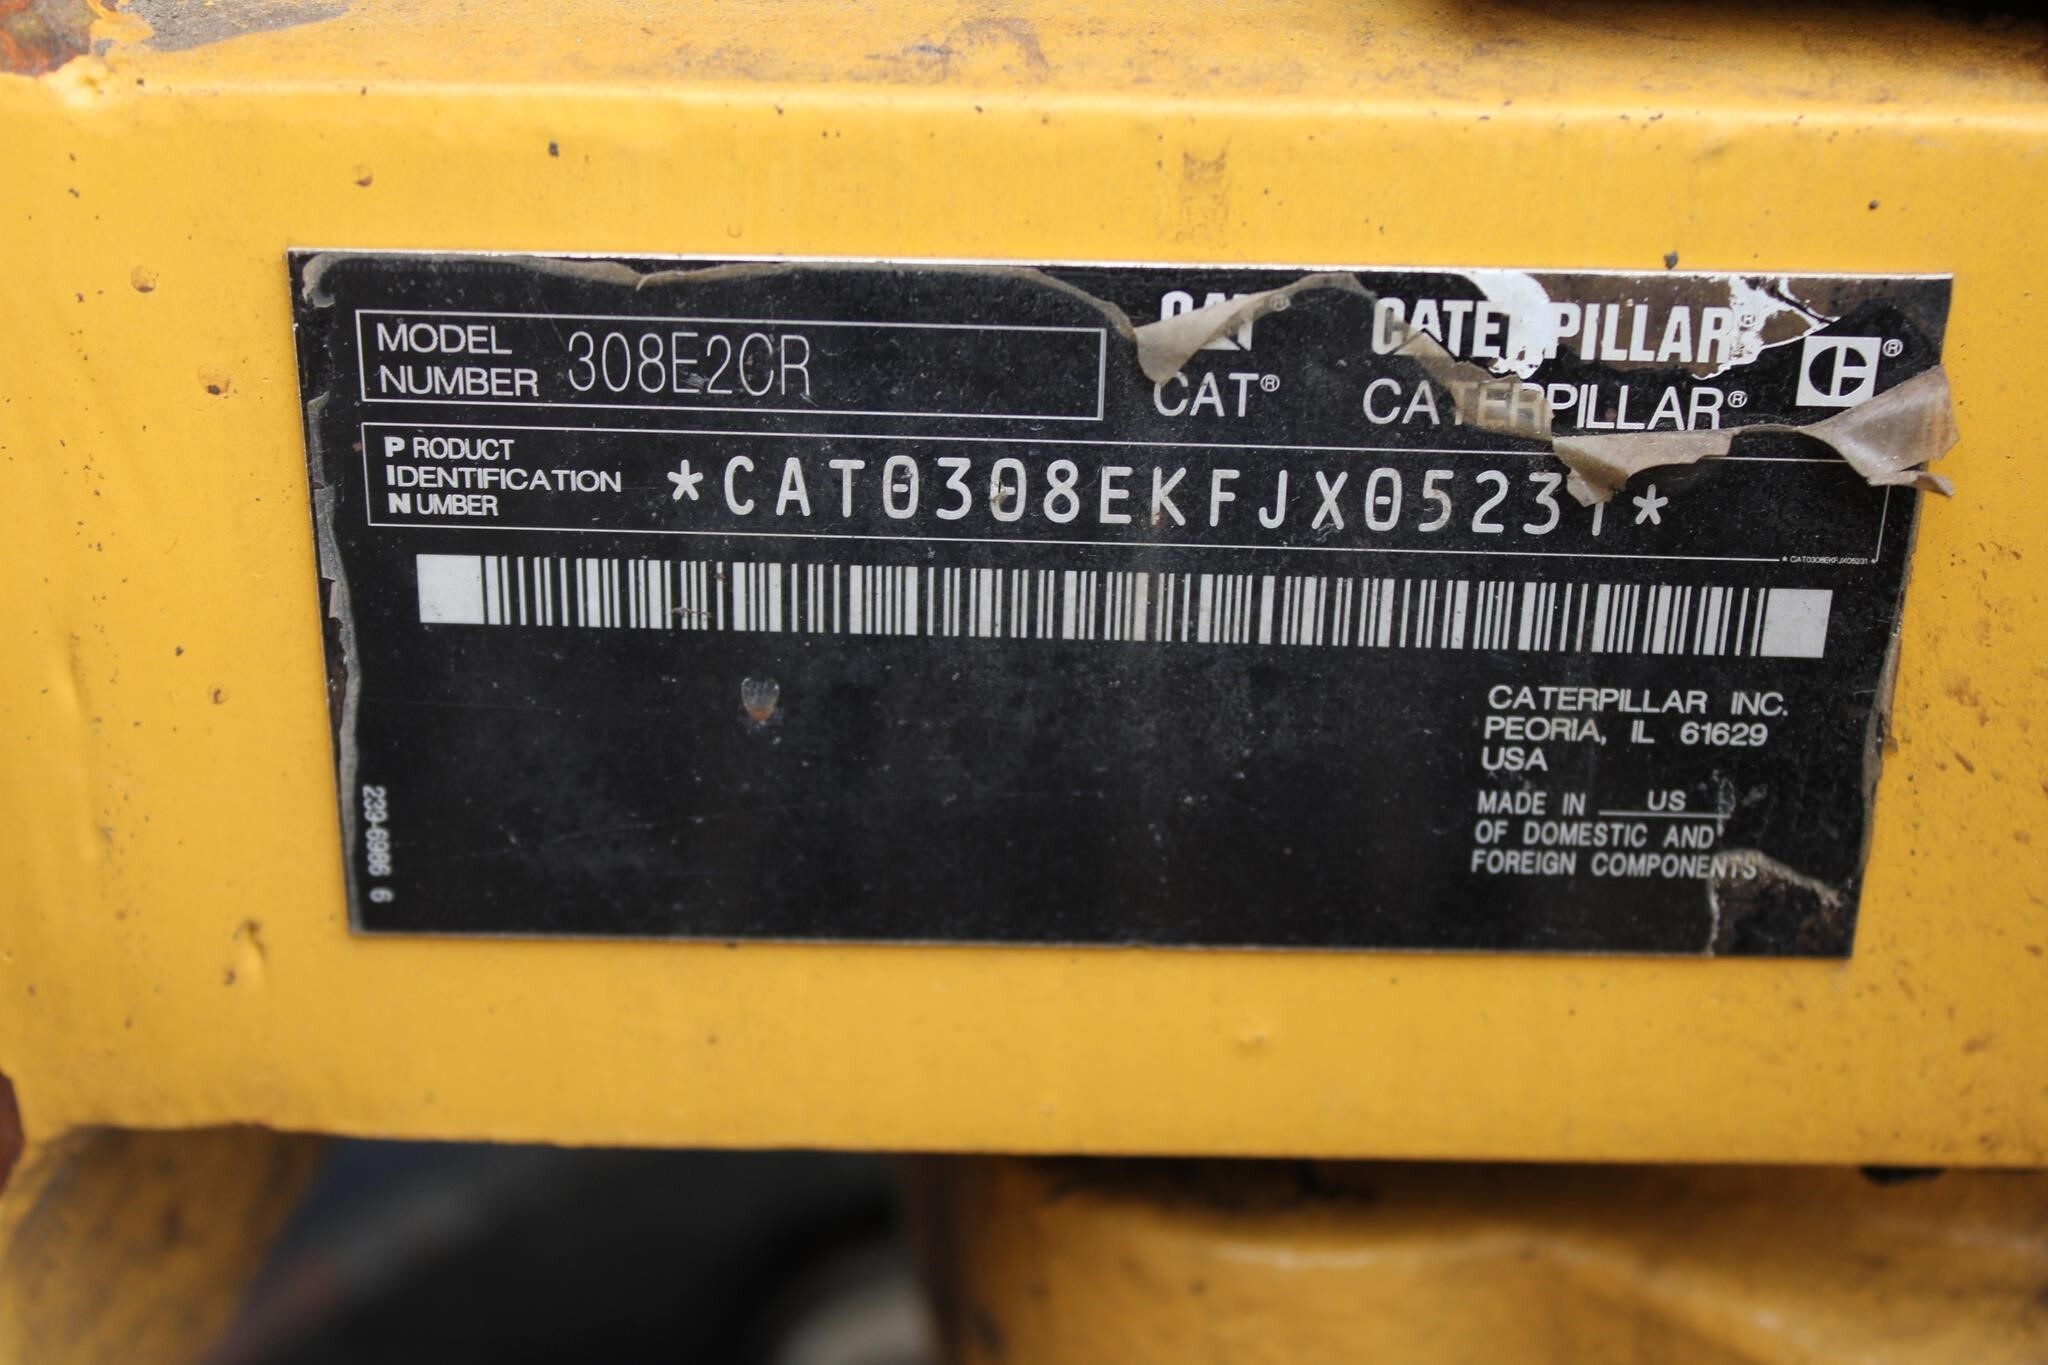 MODEL NUMBER 308E2CR
CAT® CATERPILLAR®
CAT® CATERPILLAR®
PRODUCT IDENTIFICATION NUMBER *CAT0308EKFJX05231*
*CAT0308EKFJX05231*
CATERPILLAR INC.
PEORIA, IL 61629
USA
MADE IN US
OF DOMESTIC AND
FOREIGN COMPONENTS
239-6986 6